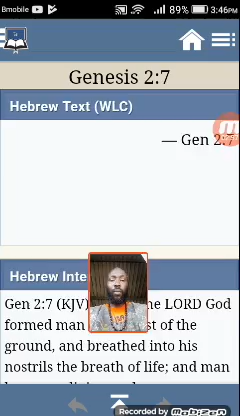 Bmobile 89% 3:46PM
Genesis 2:7
Hebrew Text (WLC)
— Gen 2:7
Hebrew Inte
Gen 2:7 (KJV) he LORD God
formed man st of the
ground, and breathed into his
nostrils the breath of life; and man
Recorded by Mobizen